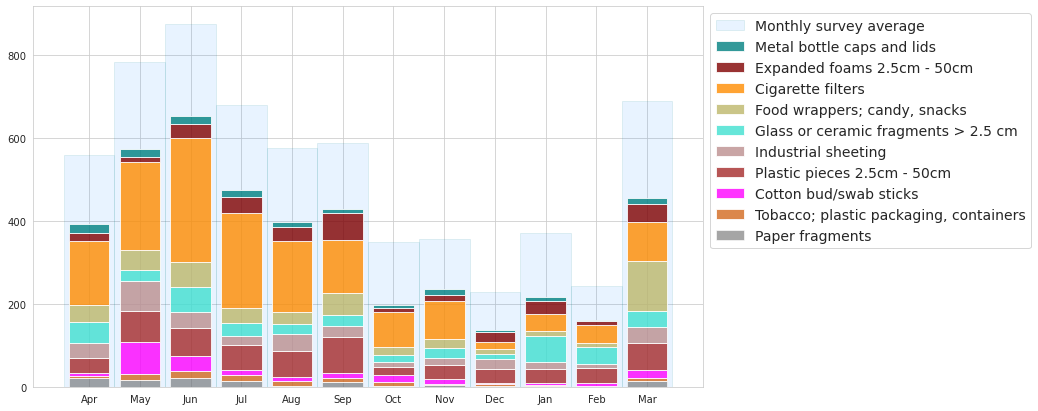 800
600
400
200
0
Apr May Jun Jul Aug Sep Oct Nov Dec Jan Feb Mar
Monthly survey average
Metal bottle caps and lids
Expanded foams 2.5cm - 50cm
Cigarette filters
Food wrappers; candy, snacks
Glass or ceramic fragments > 2.5 cm
Industrial sheeting
Plastic pieces 2.5cm - 50cm
Cotton bud/swab sticks
Tobacco; plastic packaging, containers
Paper fragments